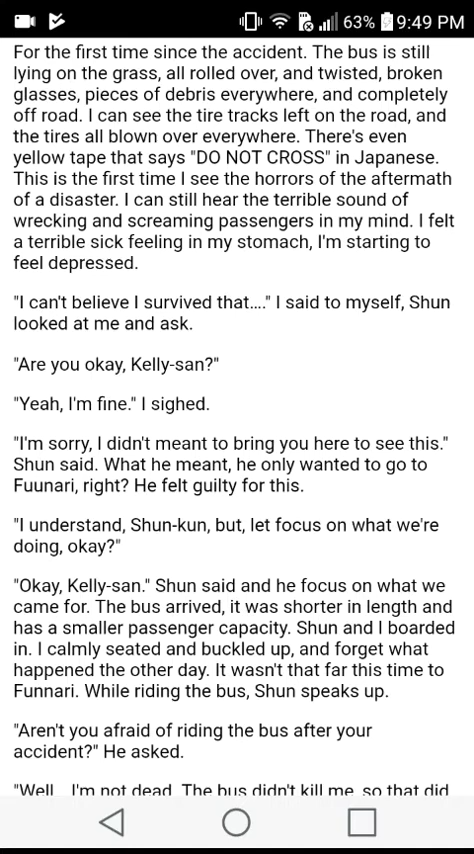 63% 9:49 PM
For the first time since the accident. The bus is still
lying on the grass, all rolled over, and twisted, broken
glasses, pieces of debris everywhere, and completely
off road. I can see the tire tracks left on the road, and
the tires all blown over everywhere. There's even
yellow tape that says "DO NOT CROSS" in Japanese.
This is the first time I see the horrors of the aftermath
of a disaster. I can still hear the terrible sound of
wrecking and screaming passengers in my mind. I felt
a terrible sick feeling in my stomach, I'm starting to
feel depressed.
"I can't believe I survived that...." I said to myself, Shun
looked at me and ask.
"Are you okay, Kelly-san?"
"Yeah, I'm fine." I sighed.
"I'm sorry, I didn't meant to bring you here to see this."
Shun said. What he meant, he only wanted to go to
Fuunari, right? He felt guilty for this.
"I understand, Shun-kun, but, let focus on what we're
doing, okay?"
"Okay, Kelly-san." Shun said and he focus on what we
came for. The bus arrived, it was shorter in length and
has a smaller passenger capacity. Shun and I boarded
in. I calmly seated and buckled up, and forget what
happened the other day. It wasn't that far this time to
Funnari. While riding the bus, Shun speaks up.
"Aren't you afraid of riding the bus after your
accident?" He asked.
"Well... I'm not dead. The bus didn't kill me, so that did